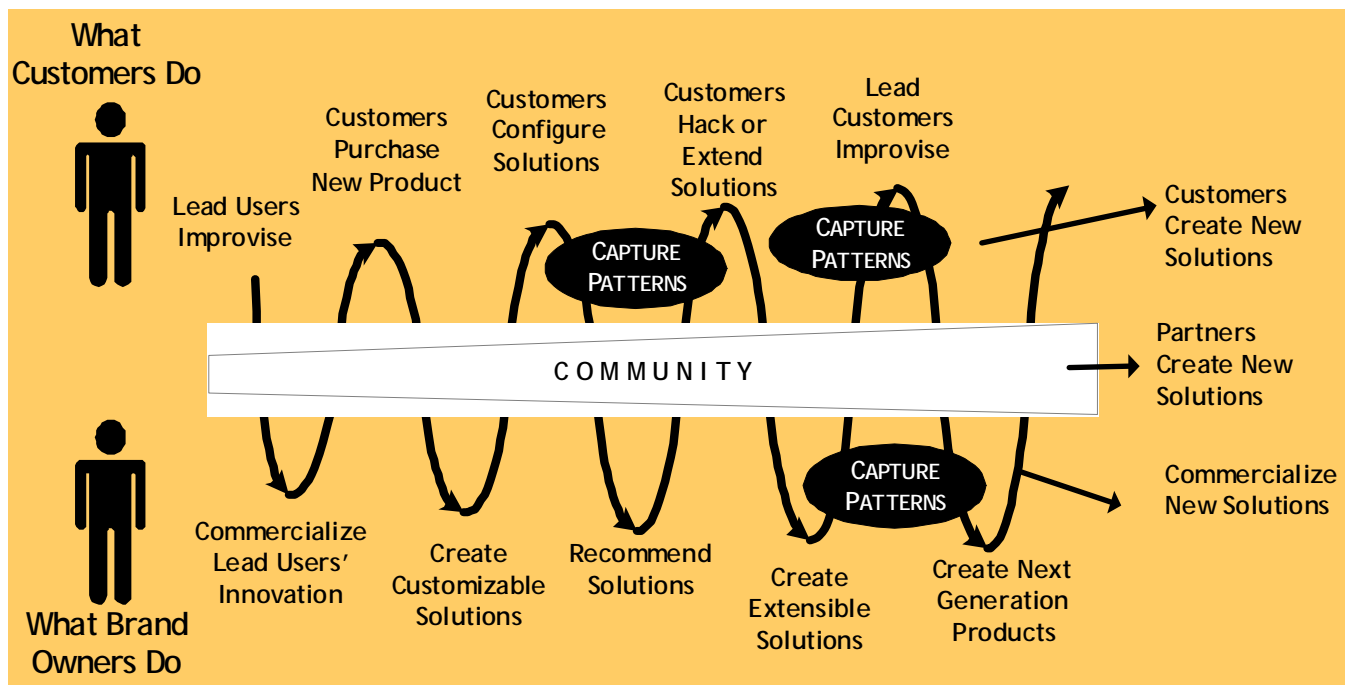 What
Customers Do
Lead Users
Improvise
Customers
Purchase
New Product
Customers
Configure
Solutions
Customers
Hack or
Extend
Solutions
Lead
Customers
Improvise
CAPTURE
PATTERNS
CAPTURE
PATTERNS
Customers
Create New
Solutions
COMMUNITY
Partners
Create New
Solutions
CAPTURE
PATTERNS
Commercialize
New Solutions
Commercialize
Lead Users’
Innovation
Create
Customizable
Solutions
Recommend
Solutions
Create
Extensible
Solutions
Create Next
Generation
Products
What Brand
Owners Do